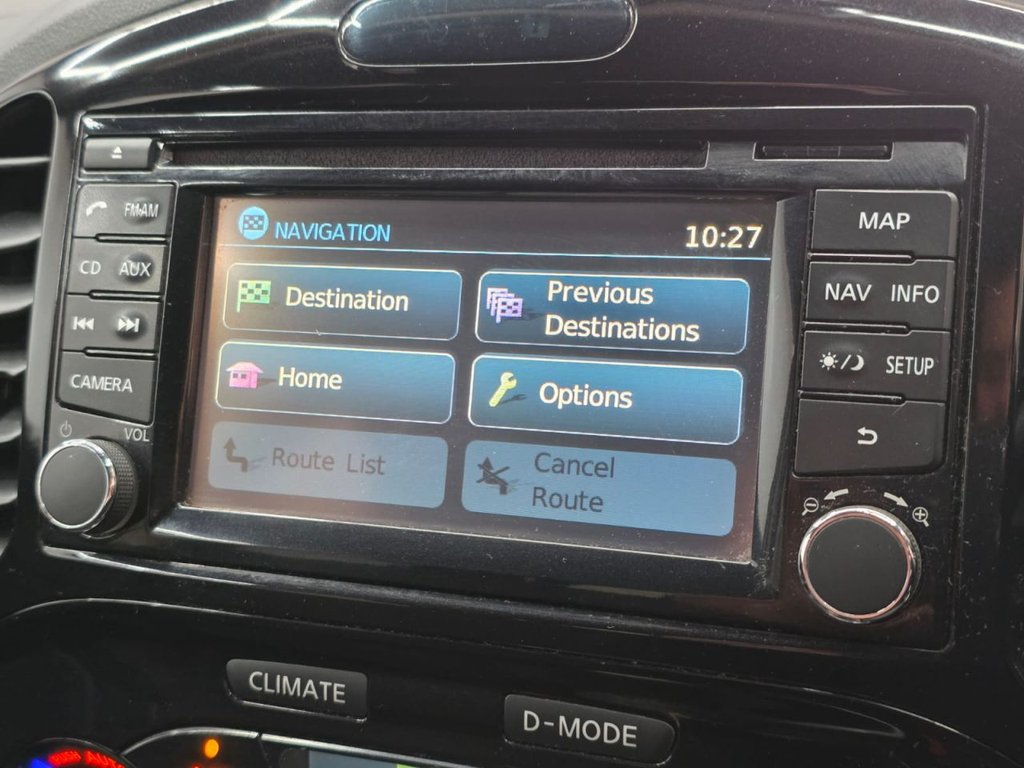 FM·AM
CD AUX
CAMERA
VOL
NAVIGATION 10:27
Destination
Previous
Destinations
Home
Options
Route List
Cancel
Route
MAP
NAV INFO
SETUP
CLIMATE
D-MODE
AUTO